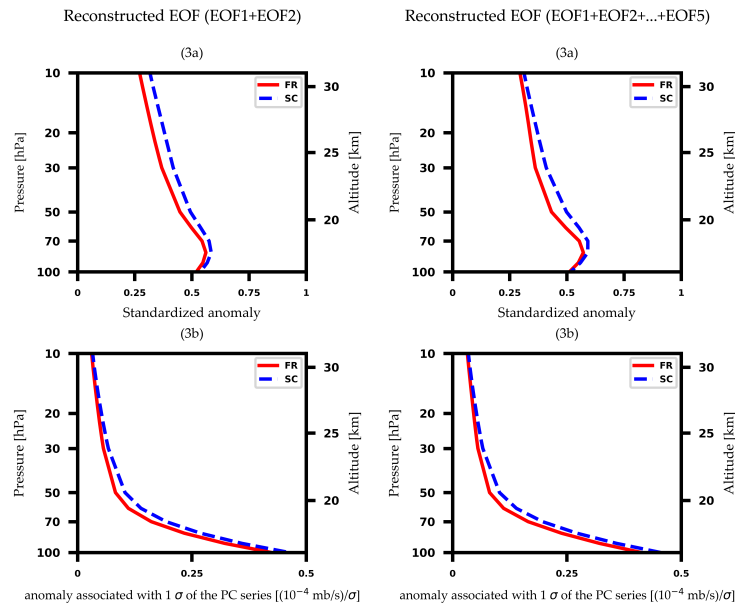 Reconstructed EOF (EOF1+EOF2)
Reconstructed EOF (EOF1+EOF2+...+EOF5)
(3a)
10
20
30
50
70
100
Pressure [hPa]
FR
SC
30
25
20
Altitude [km]
0
0.25
0.5
0.75
1
Standardized anomaly
(3a)
10
20
30
50
70
100
Pressure [hPa]
FR
SC
30
25
20
Altitude [km]
0
0.25
0.5
0.75
1
Standardized anomaly
(3b)
10
20
30
50
70
100
Pressure [hPa]
FR
SC
30
25
20
Altitude [km]
0
0.25
0.5
anomaly associated with 1 σ of the PC series [(10⁻⁴ mb/s)/σ]
(3b)
10
20
30
50
70
100
Pressure [hPa]
FR
SC
30
25
20
Altitude [km]
0
0.25
0.5
anomaly associated with 1 σ of the PC series [(10⁻⁴ mb/s)/σ]